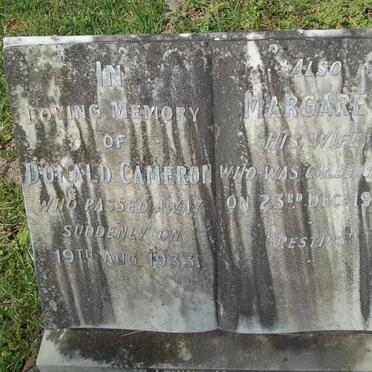 IN
LOVING MEMORY
OF
DONALD CAMERON
WHO PASSED AWAY
SUDDENLY ON
19TH AUG. 1933.
ALSO
MARGARE
HIS WIFE
WHO WAS CALLED
ON 23RD DEC. 19
"RESTING"